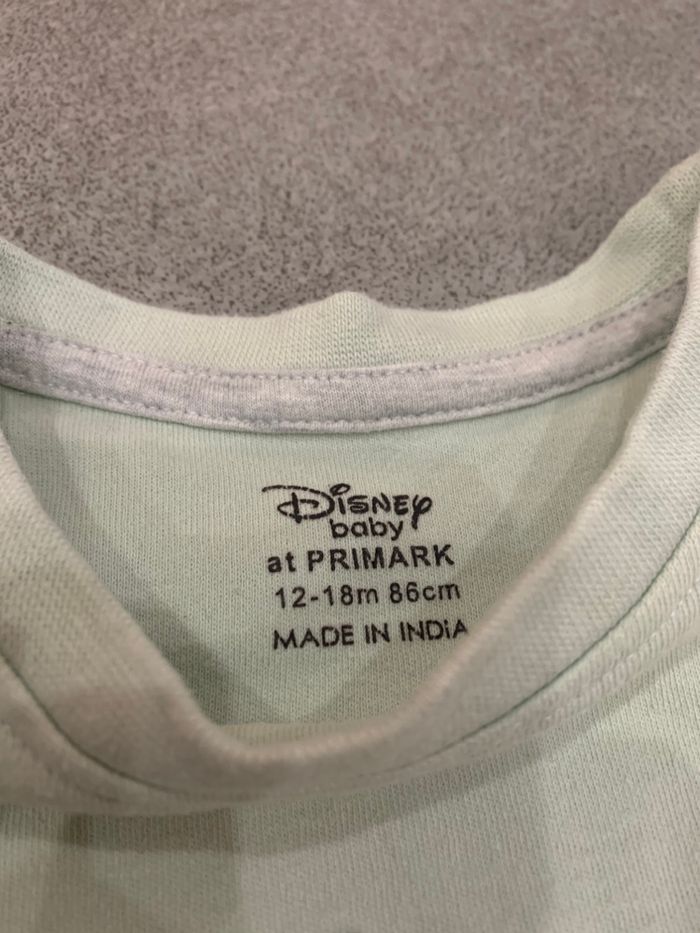 Disney
baby
at PRIMARK
12-18m 86cm
MADE IN INDiA